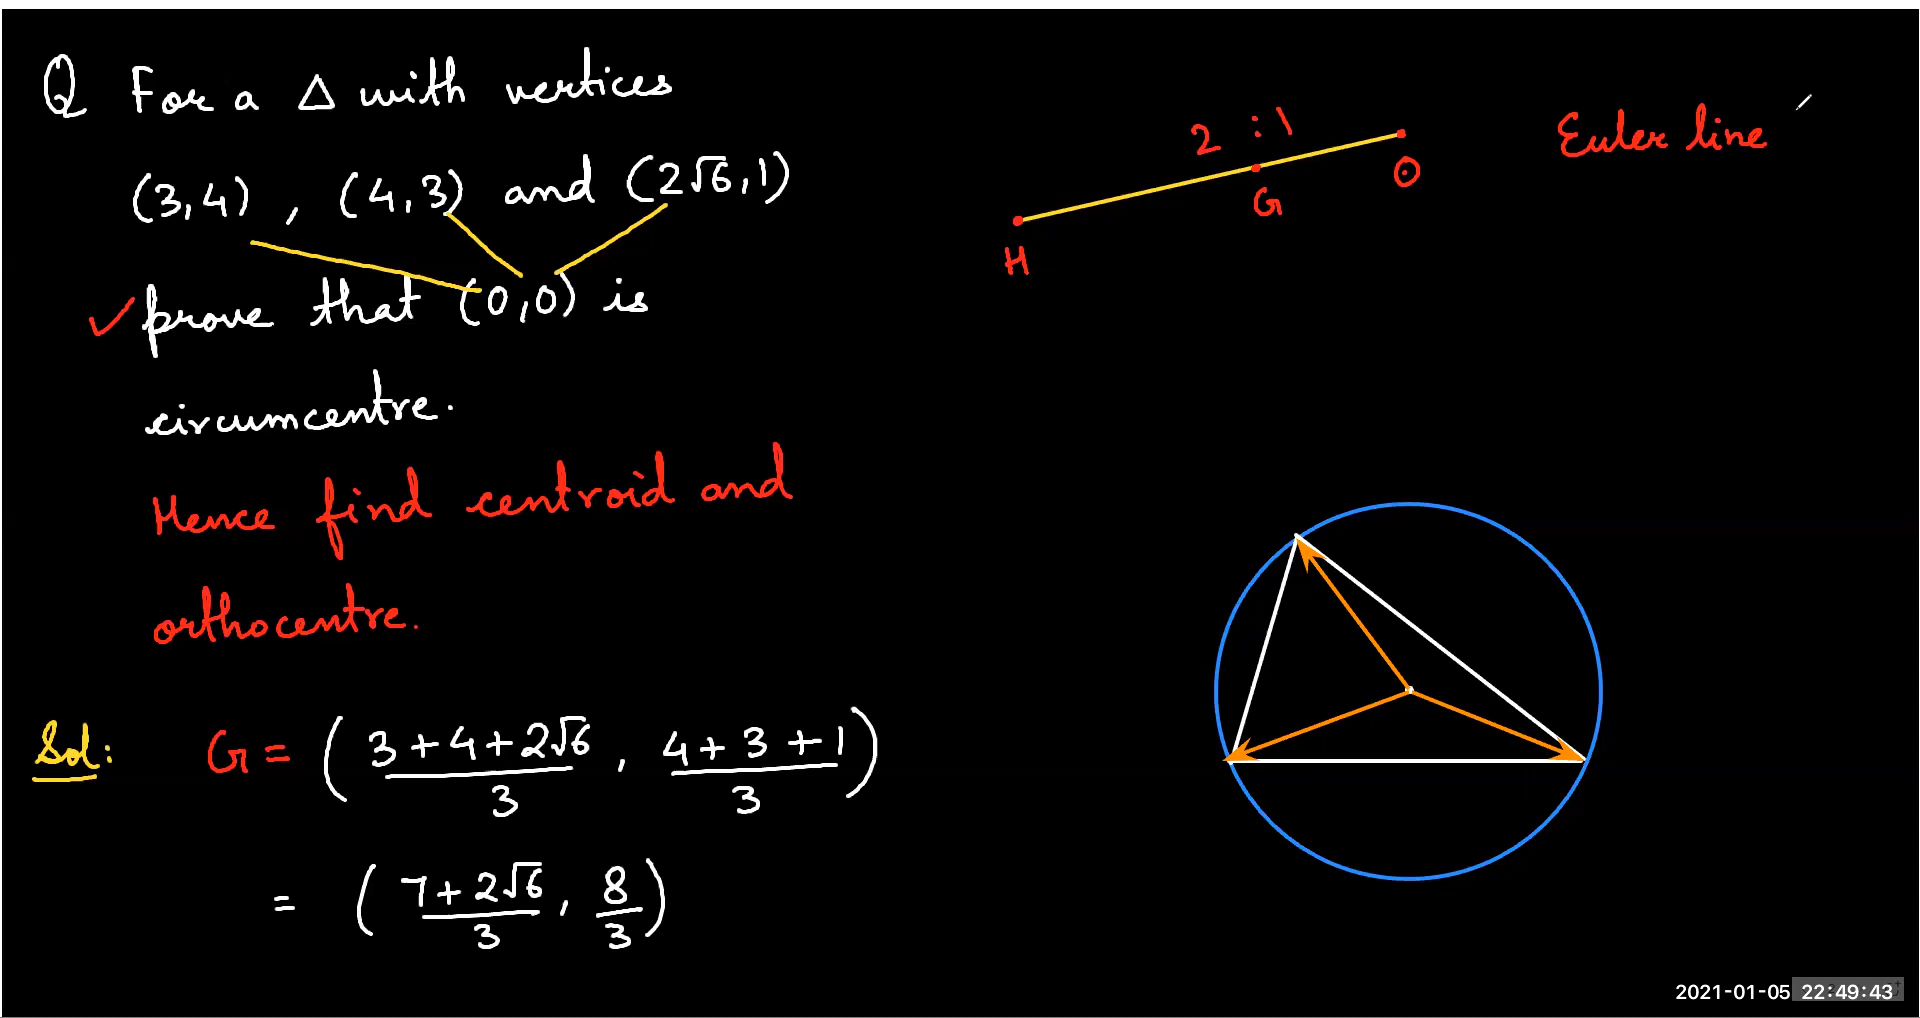 Q For a △ with vertices
(3,4) , (4,3) and (2√6,1)
prove that (0,0) is
circumcentre.
Hence find centroid and
orthocentre.
Sol: G = ( (3+4+2√6)/3 , (4+3+1)/3 )
= ( (7+2√6)/3 , 8/3 )
2 : 1
H G O
Euler line
2021-01-05 22:49:43